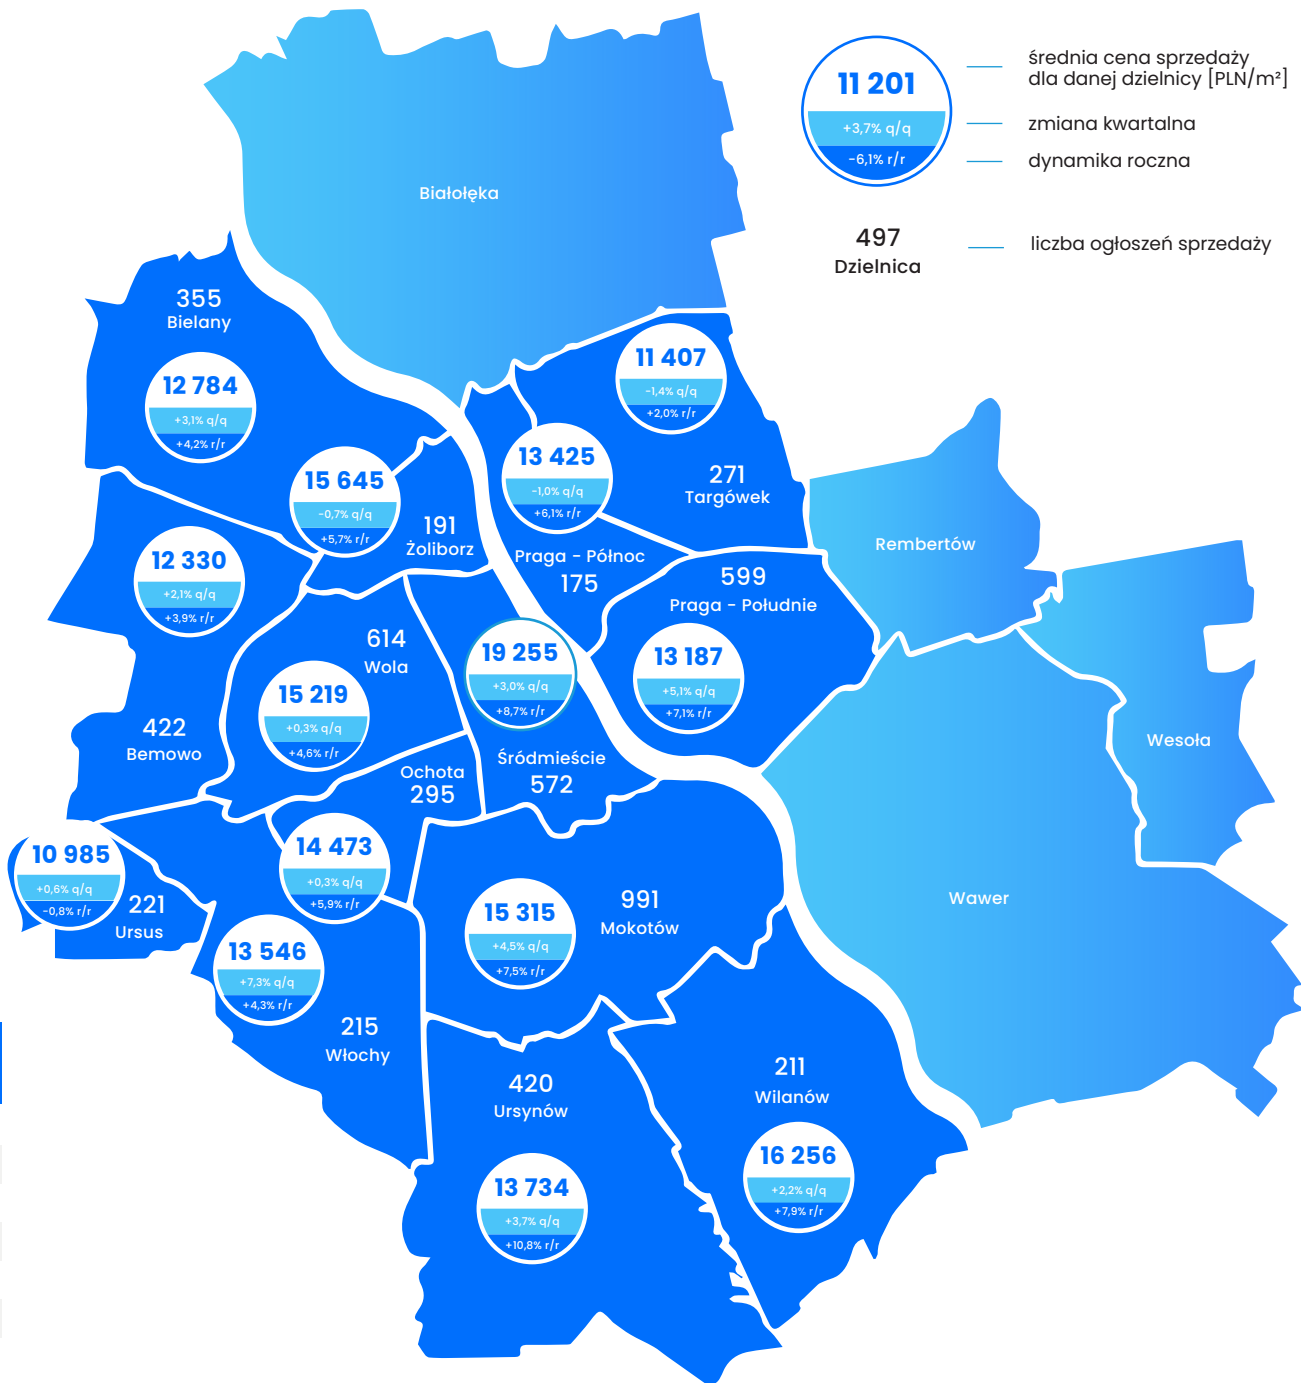 11 201
+3,7% q/q
-6,1% r/r
średnia cena sprzedaży
dla danej dzielnicy [PLN/m²]
zmiana kwartalna
dynamika roczna
497
Dzielnica
liczba ogłoszeń sprzedaży
Białołęka
355
Bielany
12 784
+3,1% q/q
+4,2% r/r
11 407
-1,4% q/q
+2,0% r/r
271
Targówek
15 645
-0,7% q/q
+5,7% r/r
191
Żoliborz
13 425
-1,0% q/q
+6,1% r/r
Praga - Północ
175
Rembertów
12 330
+2,1% q/q
+3,9% r/r
422
Bemowo
614
Wola
15 219
+0,3% q/q
+4,6% r/r
19 255
+3,0% q/q
+8,7% r/r
Śródmieście
572
599
Praga - Południe
13 187
+5,1% q/q
+7,1% r/r
Wesoła
Ochota
295
14 473
+0,3% q/q
+5,9% r/r
10 985
+0,6% q/q
-0,8% r/r
221
Ursus
13 546
+7,3% q/q
+4,3% r/r
215
Włochy
15 315
+4,5% q/q
+7,5% r/r
991
Mokotów
Wawer
420
Ursynów
13 734
+3,7% q/q
+10,8% r/r
211
Wilanów
16 256
+2,2% q/q
+7,9% r/r